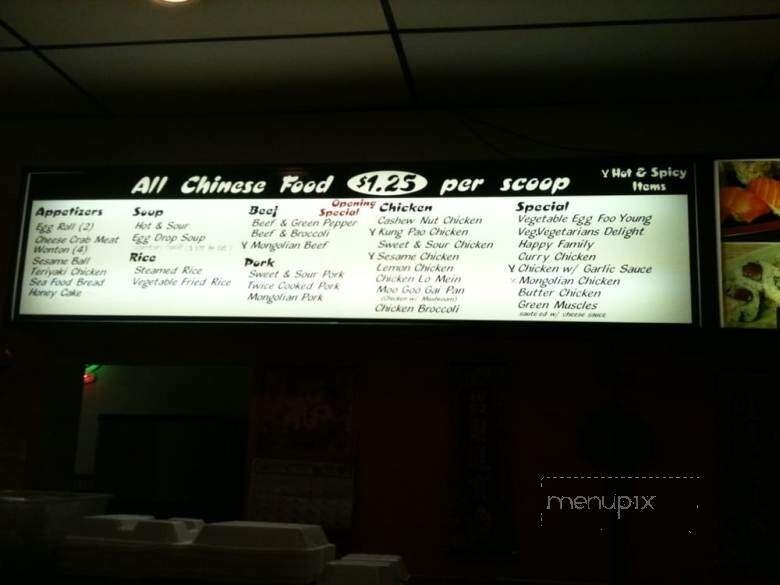 All Chinese Food $1.25 per scoop
Y Hot & Spicy
Items
Appetizers
Egg Roll (2)
Cheese Crab Meat
Wonton (4)
Sesame Ball
Teriyaki Chicken
Sea Food Bread
Honey Cake
Soup
Hot & Sour
Egg Drop Soup
Rice
Steamed Rice
Vegetable Fried Rice
Opening
Special
Beef
Beef & Green Pepper
Beef & Broccoli
Y Mongolian Beef
Pork
Sweet & Sour Pork
Twice Cooked Pork
Mongolian Pork
Chicken
Cashew Nut Chicken
Y Kung Pao Chicken
Sweet & Sour Chicken
Y Sesame Chicken
Lemon Chicken
Chicken Lo Mein
Moo Goo Gai Pan
(Chicken w/ Mushroom)
Chicken Broccoli
Special
Vegetable Egg Foo Young
Veg.Vegetarians Delight
Happy Family
Curry Chicken
Y Chicken w/ Garlic Sauce
Y Mongolian Chicken
Butter Chicken
Green Muscles
sauteed w/ cheese sauce
menupix